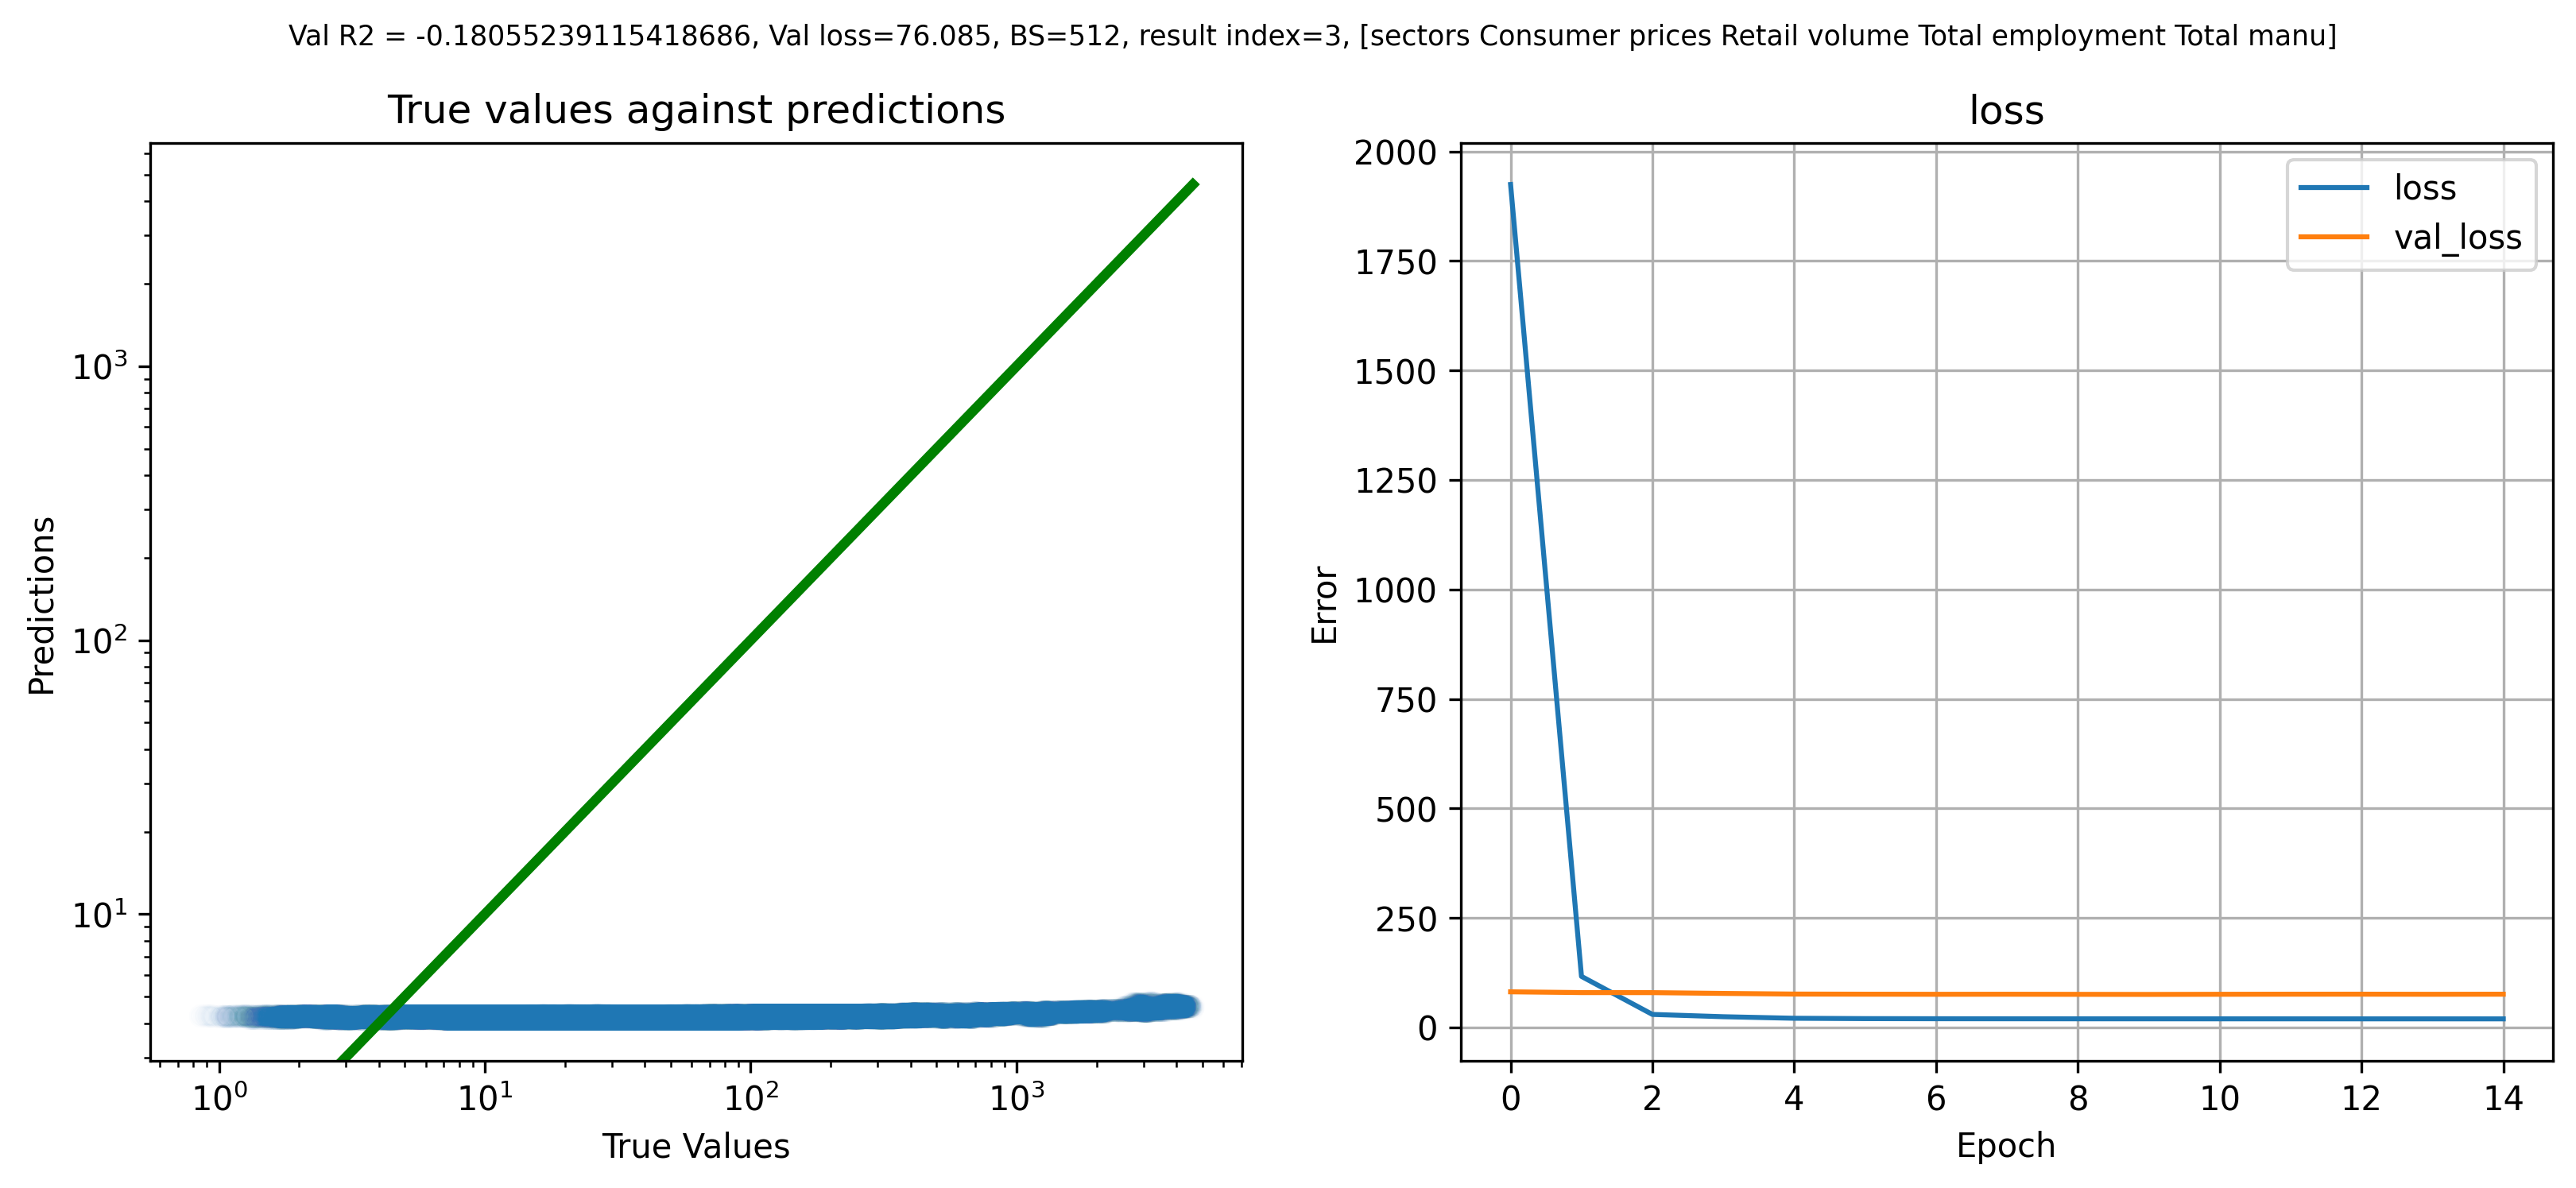 Val R2 = -0.18055239115418686, Val loss=76.085, BS=512, result index=3, [sectors Consumer prices Retail volume Total employment Total manu]
True values against predictions
10³
10²
10¹
Predictions
10⁰ 10¹ 10² 10³
True Values
loss
2000
1750
1500
1250
1000
750
500
250
0
Error
loss
val_loss
0 2 4 6 8 10 12 14
Epoch